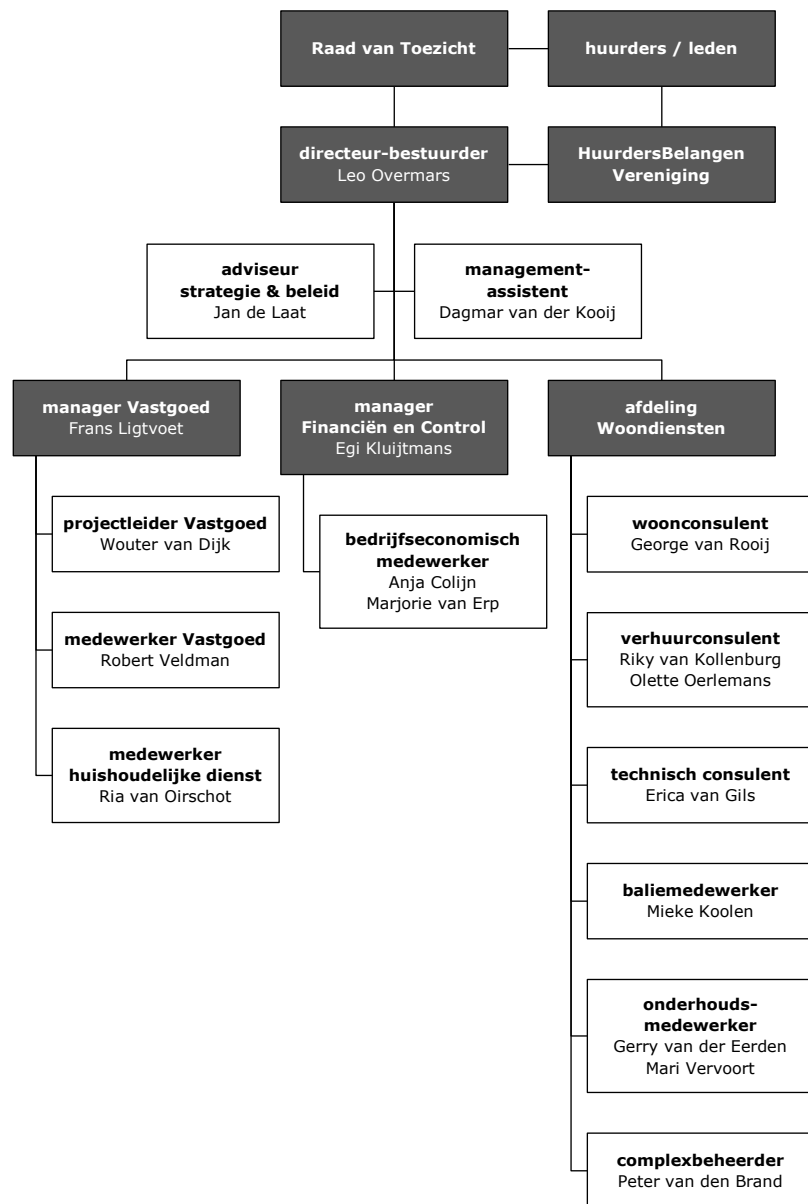 Raad van Toezicht
huurders / leden
directeur-bestuurder
Leo Overmars
HuurdersBelangen
Vereniging
adviseur
strategie & beleid
Jan de Laat
management-
assistent
Dagmar van der Kooij
manager Vastgoed
Frans Ligtvoet
manager
Financiën en Control
Egi Kluijtmans
afdeling
Woondiensten
projectleider Vastgoed
Wouter van Dijk
medewerker Vastgoed
Robert Veldman
medewerker
huishoudelijke dienst
Ria van Oirschot
bedrijfseconomisch
medewerker
Anja Colijn
Marjorie van Erp
woonconsulent
George van Rooij
verhuurconsulent
Riky van Kollenburg
Olette Oerlemans
technisch consulent
Erica van Gils
baliemedewerker
Mieke Koolen
onderhouds-
medewerker
Gerry van der Eerden
Mari Vervoort
complexbeheerder
Peter van den Brand